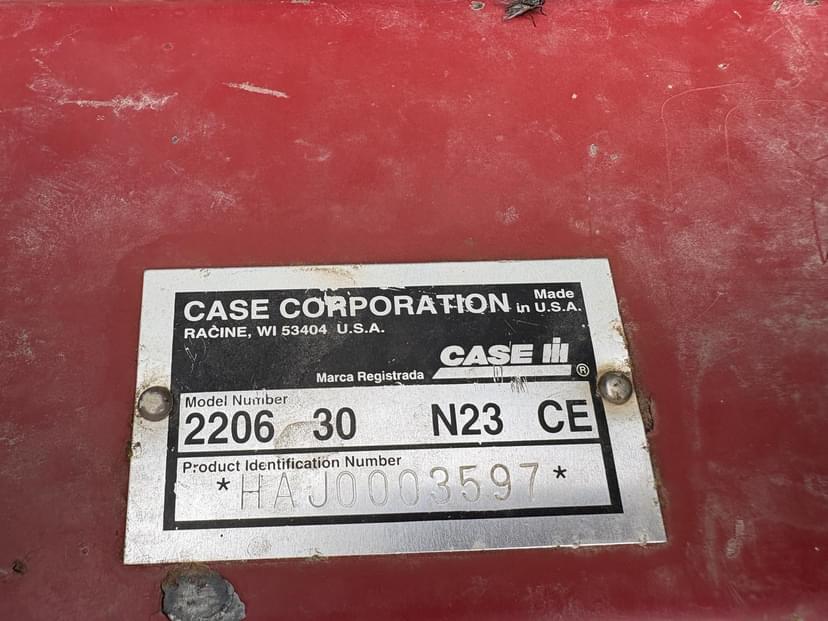 CASE CORPORATION Made in U.S.A.
RACINE, WI 53404 U.S.A.
CASE IH ®
Marca Registrada
Model Number
2206 30 N23 CE
Product Identification Number
*HAJ0003597*